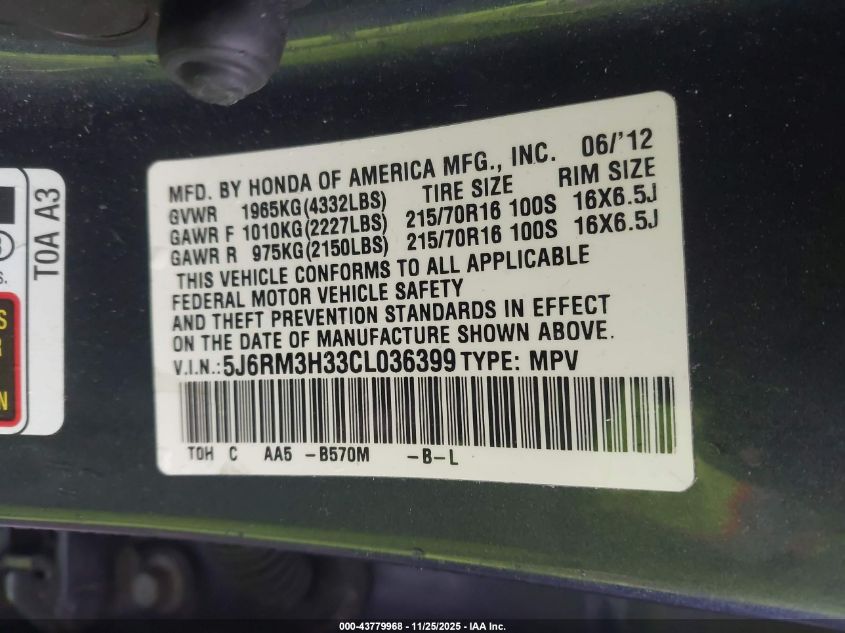 MFD. BY HONDA OF AMERICA MFG., INC. 06/'12
GVWR 1965KG(4332LBS) TIRE SIZE RIM SIZE
GAWR F 1010KG(2227LBS) 215/70R16 100S 16X6.5J
GAWR R 975KG(2150LBS) 215/70R16 100S 16X6.5J
THIS VEHICLE CONFORMS TO ALL APPLICABLE
FEDERAL MOTOR VEHICLE SAFETY
AND THEFT PREVENTION STANDARDS IN EFFECT
ON THE DATE OF MANUFACTURE SHOWN ABOVE.
V.I.N.:5J6RM3H33CL036399 TYPE: MPV
TOH C AA5 -B570M -B-L
T0A A3
000-43779968 - 11/25/2025 - IAA Inc.